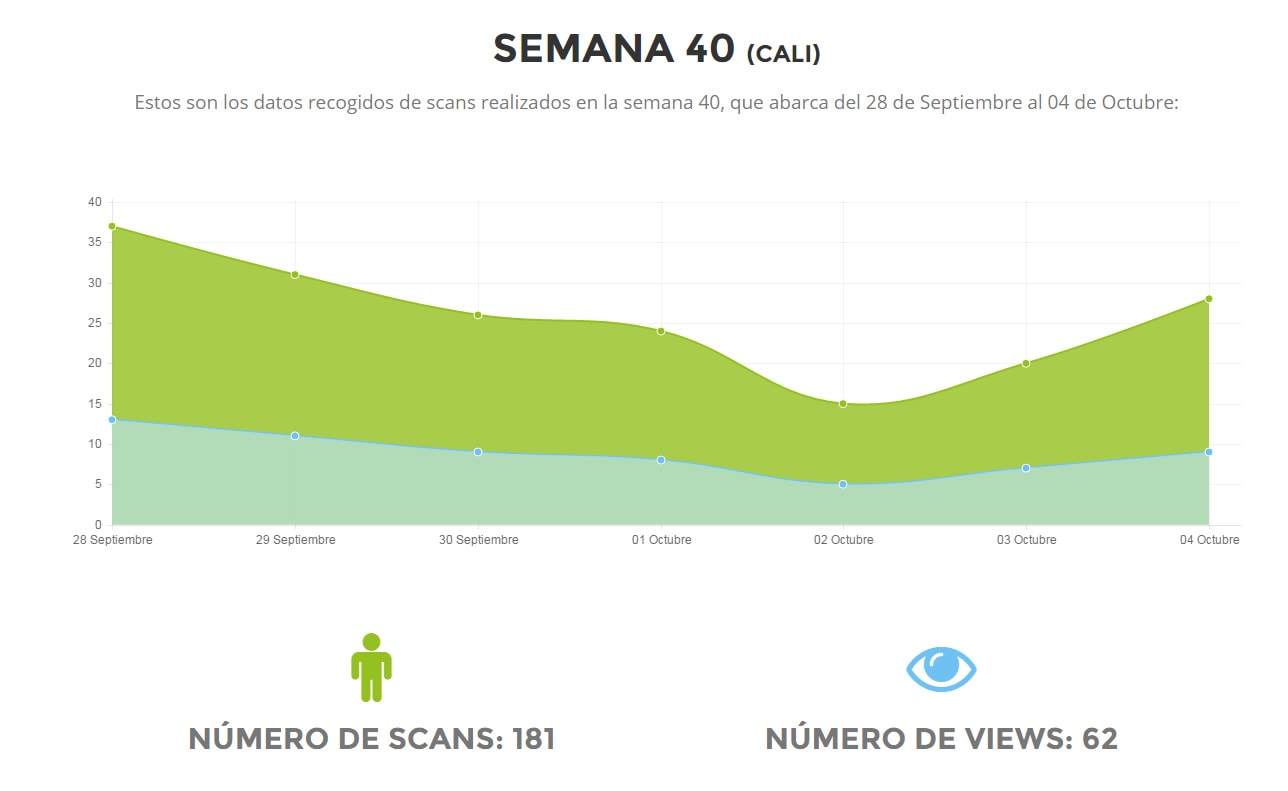 SEMANA 40 (CALI)
Estos son los datos recogidos de scans realizados en la semana 40, que abarca del 28 de Septiembre al 04 de Octubre:
40
35
30
25
20
15
10
5
0
28 Septiembre 29 Septiembre 30 Septiembre 01 Octubre 02 Octubre 03 Octubre 04 Octubre
NÚMERO DE SCANS: 181 NÚMERO DE VIEWS: 62